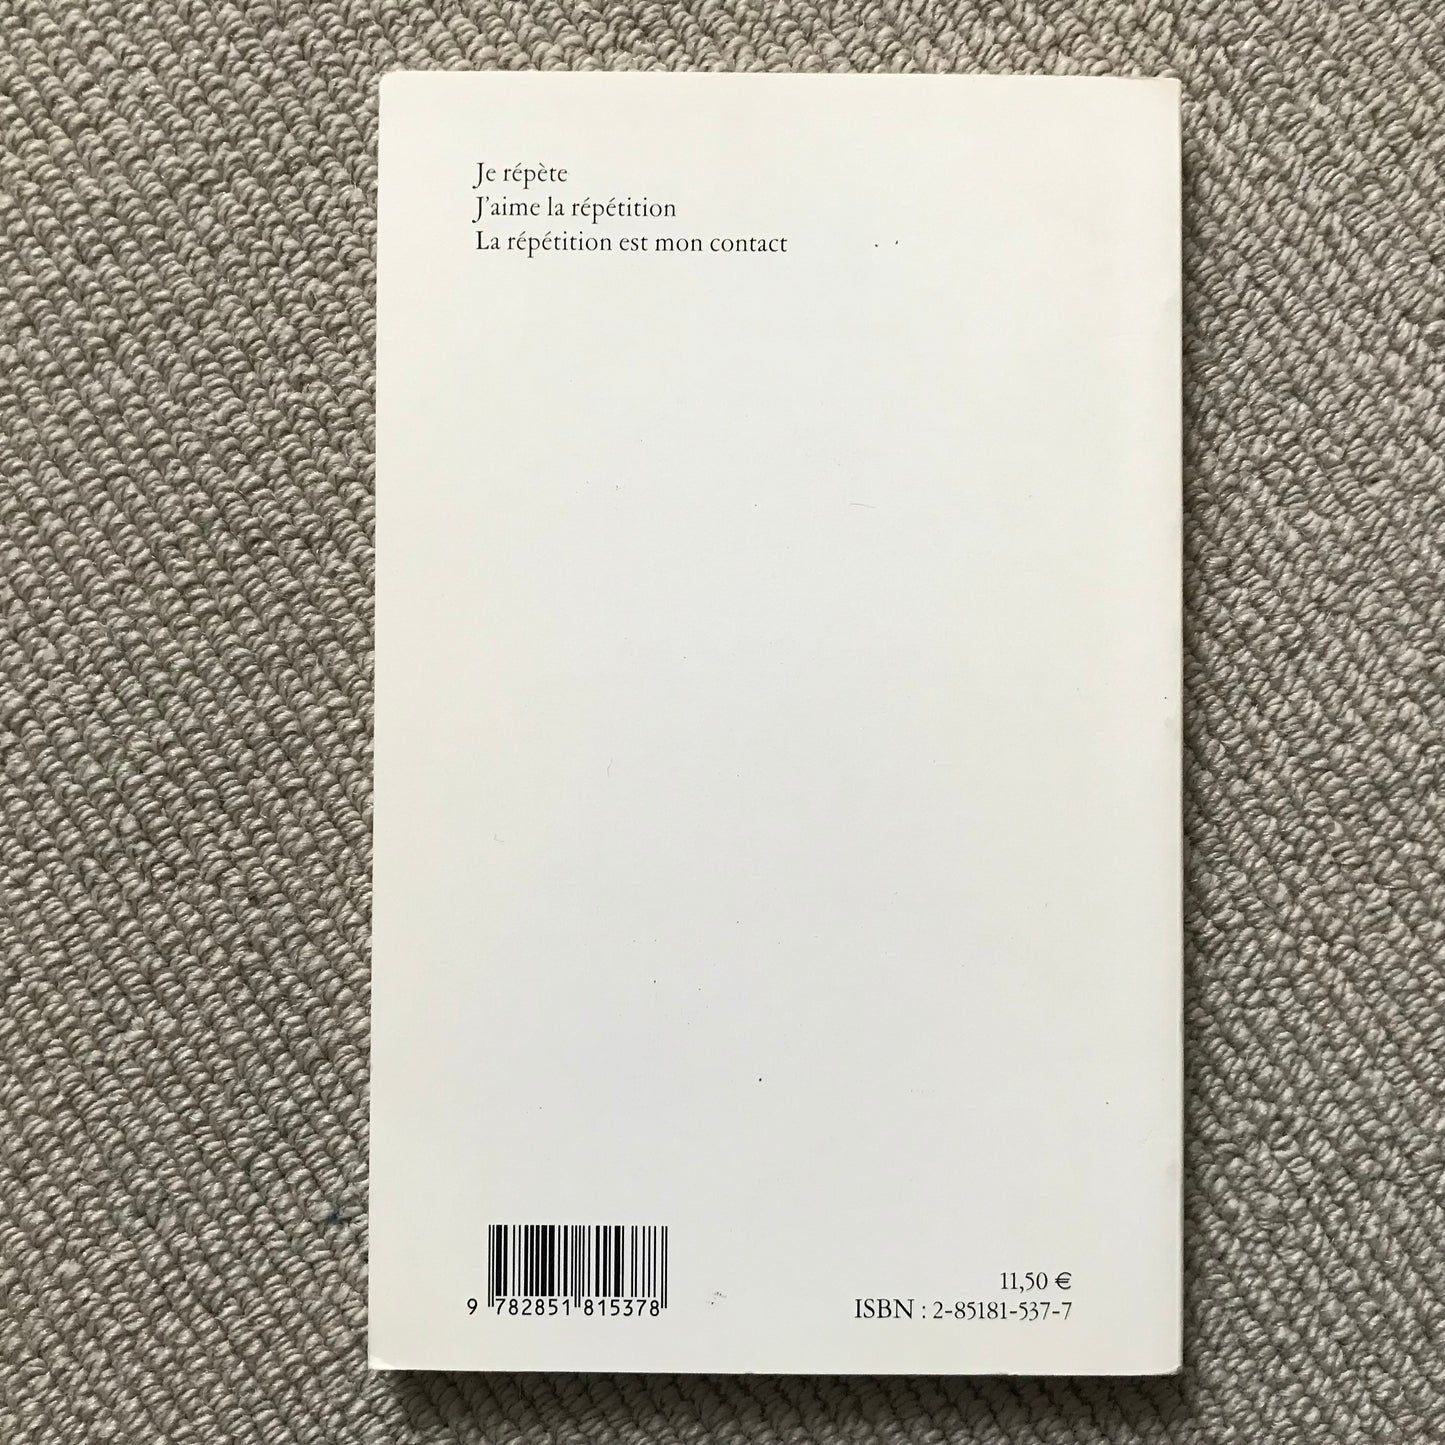 Je répète
J'aime la répétition
La répétition est mon contact
11,50 €
9 782851 815378
ISBN : 2-85181-537-7